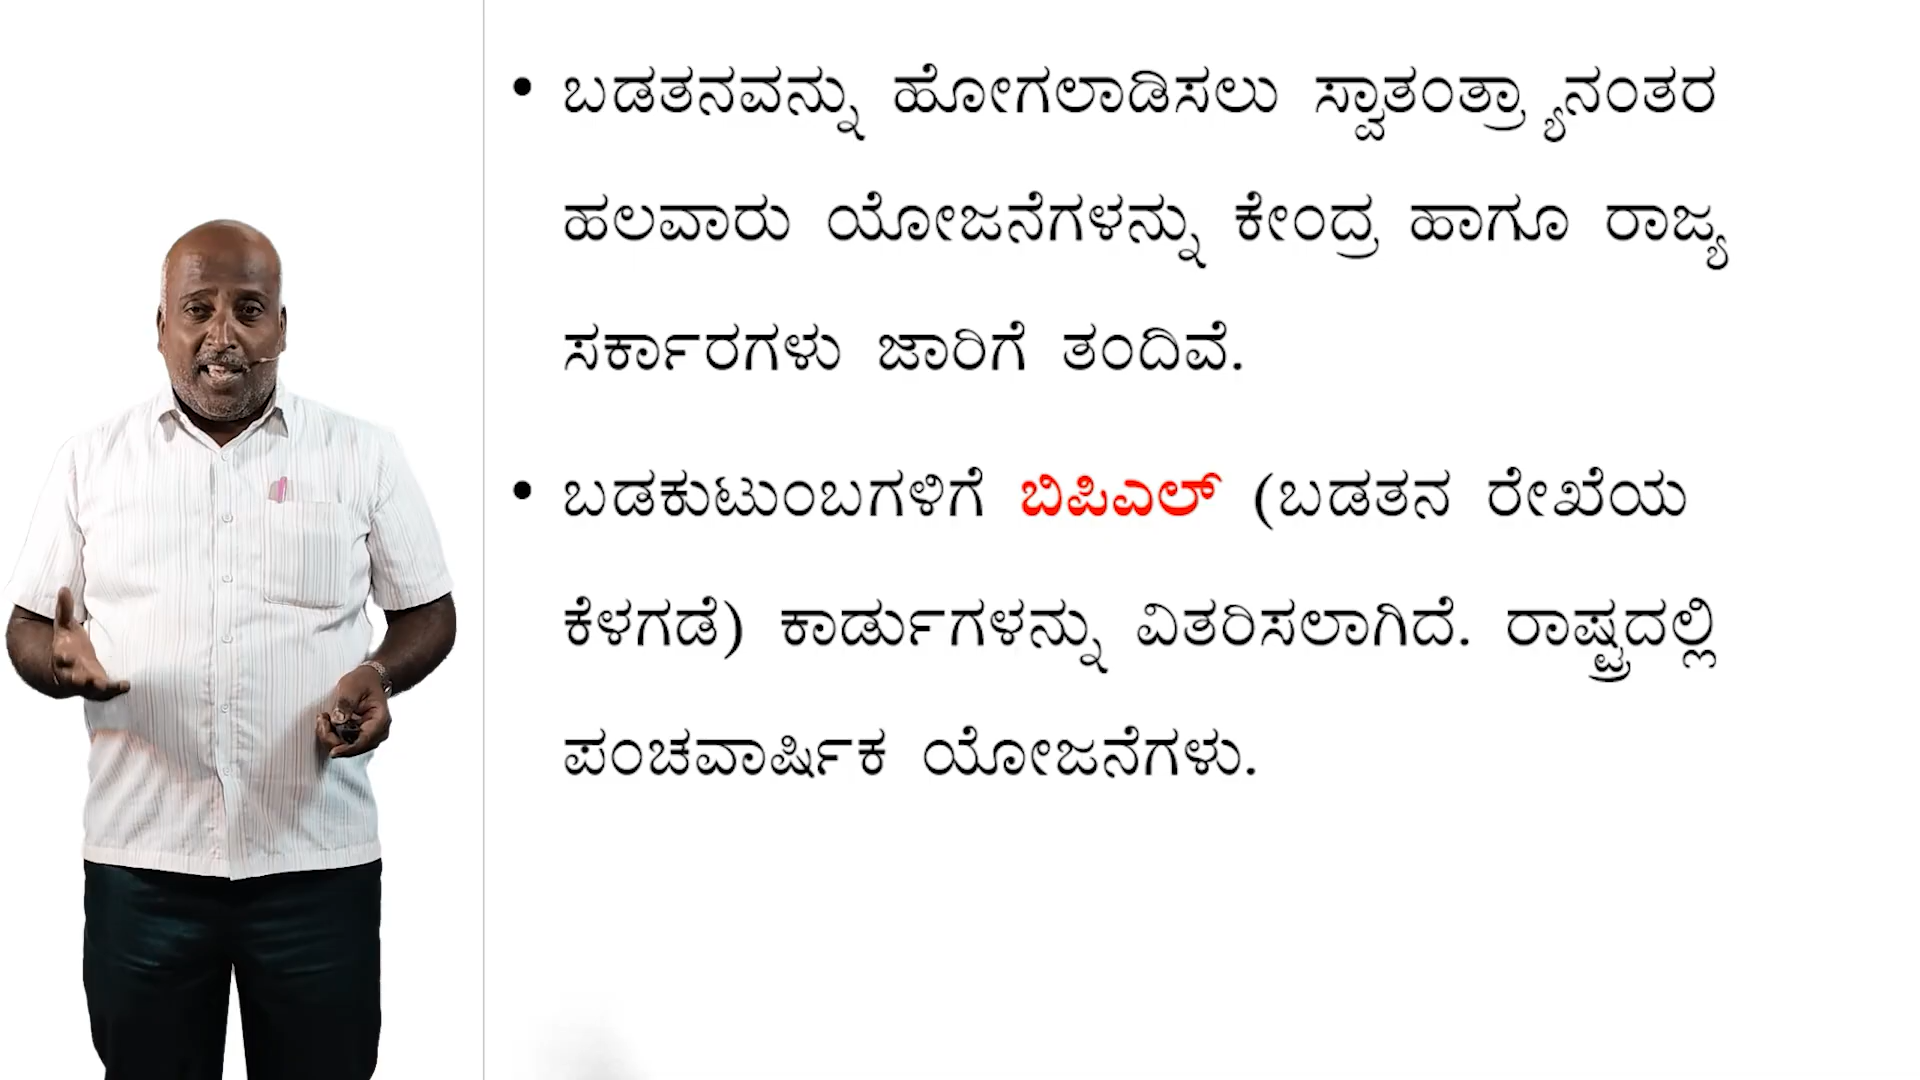 • ಬಡತನವನ್ನು ಹೋಗಲಾಡಿಸಲು ಸ್ವಾತಂತ್ರ್ಯಾನಂತರ
ಹಲವಾರು ಯೋಜನೆಗಳನ್ನು ಕೇಂದ್ರ ಹಾಗೂ ರಾಜ್ಯ
ಸರ್ಕಾರಗಳು ಜಾರಿಗೆ ತಂದಿವೆ.
• ಬಡಕುಟುಂಬಗಳಿಗೆ ಬಿಪಿಎಲ್ (ಬಡತನ ರೇಖೆಯ
ಕೆಳಗಡೆ) ಕಾರ್ಡುಗಳನ್ನು ವಿತರಿಸಲಾಗಿದೆ. ರಾಷ್ಟ್ರದಲ್ಲಿ
ಪಂಚವಾರ್ಷಿಕ ಯೋಜನೆಗಳು.